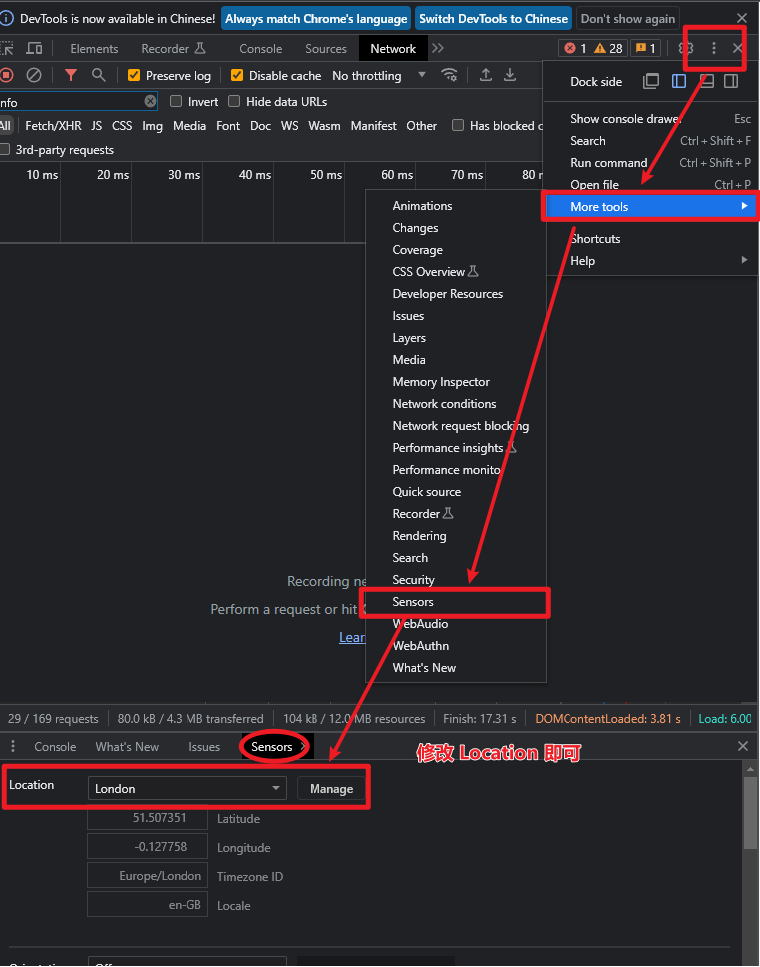 DevTools is now available in Chinese! Always match Chrome's language Switch DevTools to Chinese Don't show again
Elements Recorder Console Sources Network 1 28 1
Preserve log Disable cache No throttling
nfo Invert Hide data URLs
All Fetch/XHR JS CSS Img Media Font Doc WS Wasm Manifest Other Has blocked c
3rd-party requests
10 ms 20 ms 30 ms 40 ms 50 ms 60 ms 70 ms 80 m
Dock side
Show console drawer Esc
Search Ctrl + Shift + F
Run command Ctrl + Shift + P
Open file Ctrl + P
More tools
Shortcuts
Help
Animations
Changes
Coverage
CSS Overview
Developer Resources
Issues
Layers
Media
Memory Inspector
Network conditions
Network request blocking
Performance insights
Performance monito
Quick source
Recorder
Rendering
Search
Security
Sensors
WebAudio
WebAuthn
What's New
Recording ne
Perform a request or hit
Lear
29 / 169 requests 80.0 kB / 4.3 MB transferred 104 kB / 12.0 MB resources Finish: 17.31 s DOMContentLoaded: 3.81 s Load: 6.00
Console What's New Issues Sensors
修改 Location 即可
Location London Manage
51.507351 Latitude
-0.127758 Longitude
Europe/London Timezone ID
en-GB Locale
Orientation Off